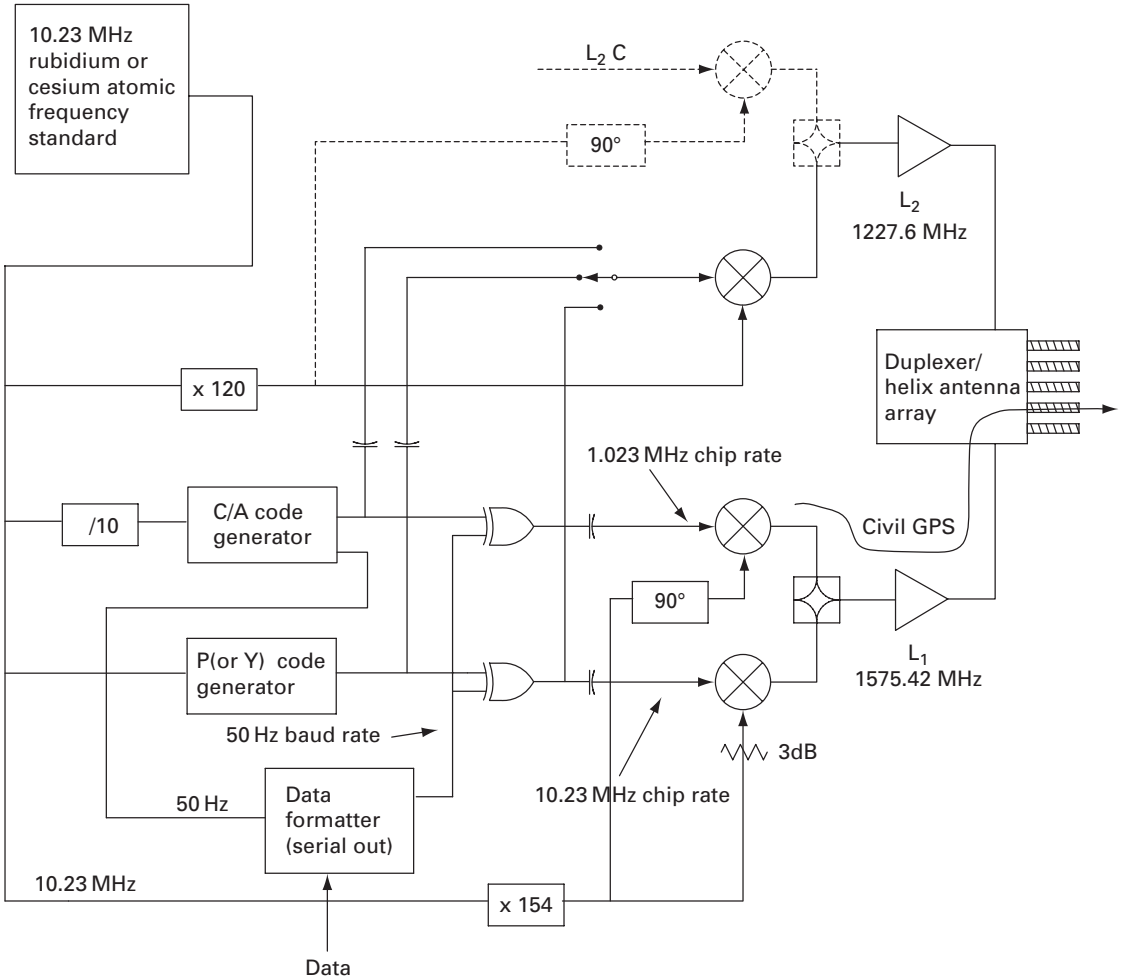 10.23 MHz
rubidium or
cesium atomic
frequency
standard
L2 C
90°
L2
1227.6 MHz
x 120
Duplexer/
helix antenna
array
1.023 MHz chip rate
/10
C/A code
generator
Civil GPS
90°
P(or Y) code
generator
L1
1575.42 MHz
50 Hz baud rate
3dB
10.23 MHz chip rate
50 Hz
Data
formatter
(serial out)
10.23 MHz
x 154
Data